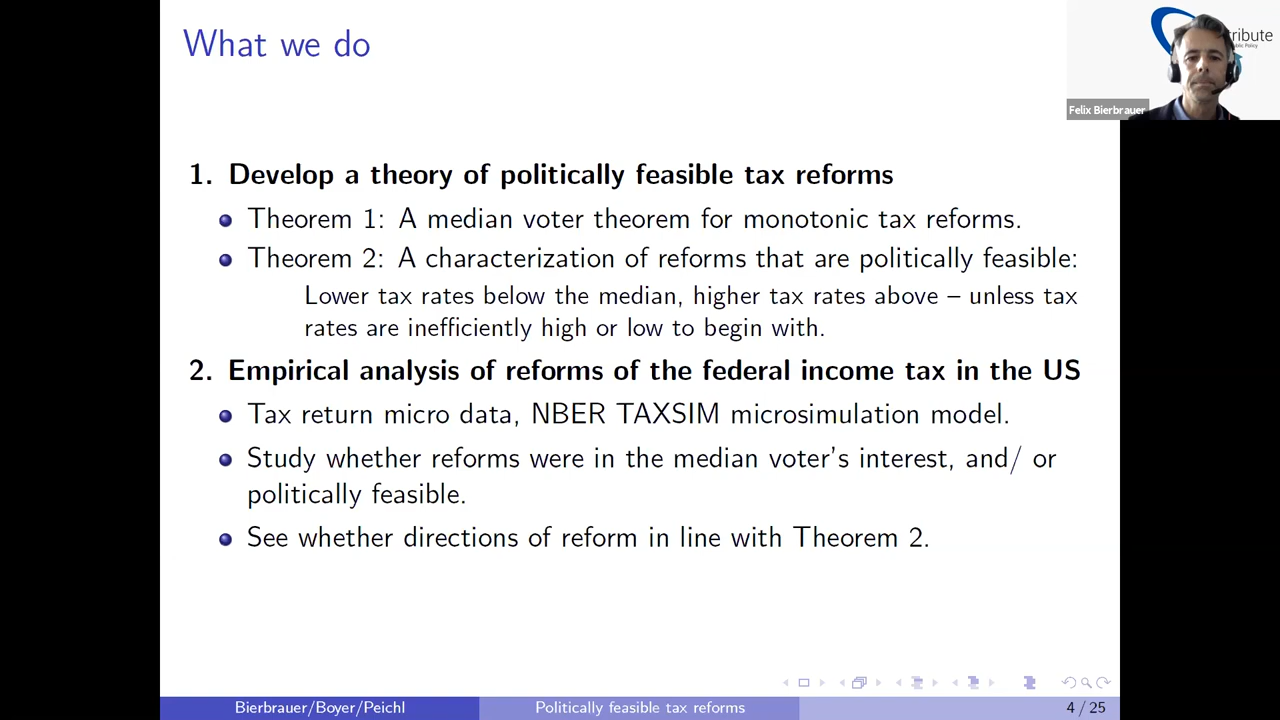 What we do
tribute
Public Policy
Felix Bierbrauer
1. Develop a theory of politically feasible tax reforms
Theorem 1: A median voter theorem for monotonic tax reforms.
Theorem 2: A characterization of reforms that are politically feasible:
Lower tax rates below the median, higher tax rates above – unless tax
rates are inefficiently high or low to begin with.
2. Empirical analysis of reforms of the federal income tax in the US
Tax return micro data, NBER TAXSIM microsimulation model.
Study whether reforms were in the median voter's interest, and/ or
politically feasible.
See whether directions of reform in line with Theorem 2.
Bierbrauer/Boyer/Peichl Politically feasible tax reforms 4 / 25